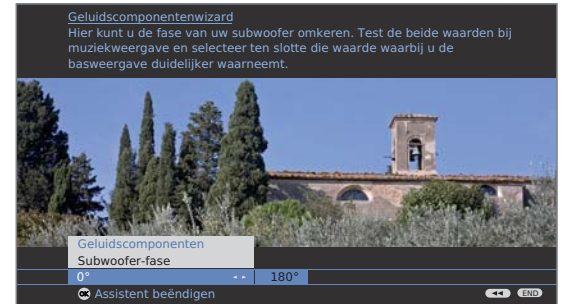 Geluidscomponentenwizard
Hier kunt u de fase van uw subwoofer omkeren. Test de beide waarden bij
muziekweergave en selecteer ten slotte die waarde waarbij u de
basweergave duidelijker waarneemt.
Geluidscomponenten
Subwoofer-fase
0° 180°
OK Assistent beëndigen END